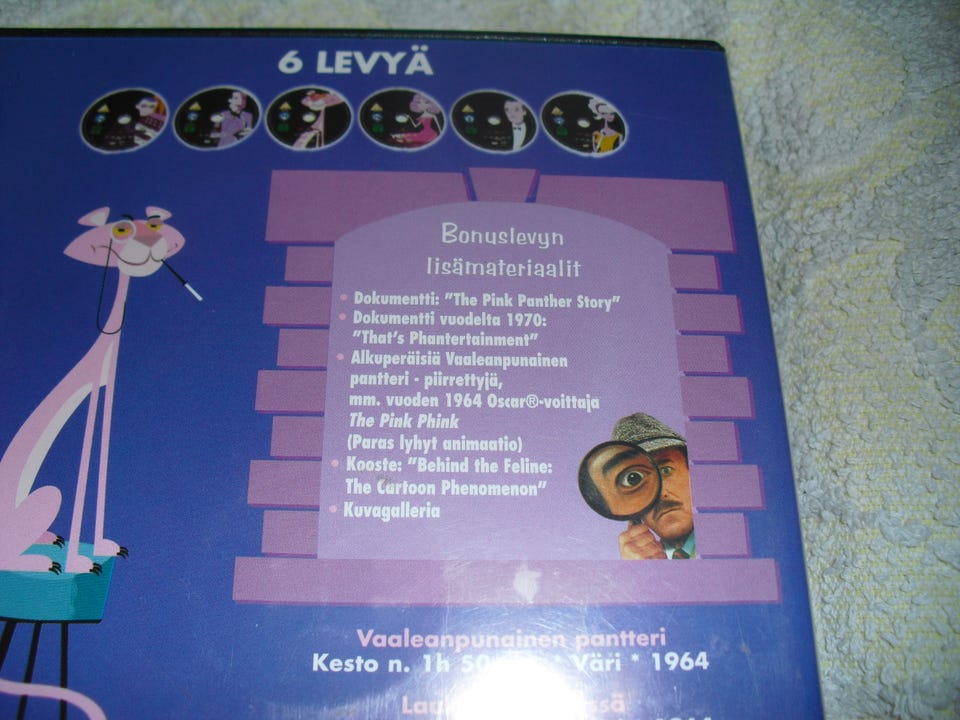 6 LEVYÄ
Bonuslevyn
lisämateriaalit
• Dokumentti: "The Pink Panther Story"
• Dokumentti vuodelta 1970:
"That's Phantertainment"
• Alkuperäisiä Vaaleanpunainen
pantteri - piirrettyjä,
mm. vuoden 1964 Oscar®-voittaja
The Pink Phink
(Paras lyhyt animaatio)
• Kooste: "Behind the Feline:
The Cartoon Phenomenon"
• Kuvagalleria
Vaaleanpunainen pantteri
Kesto n. 1h * Väri * 1964